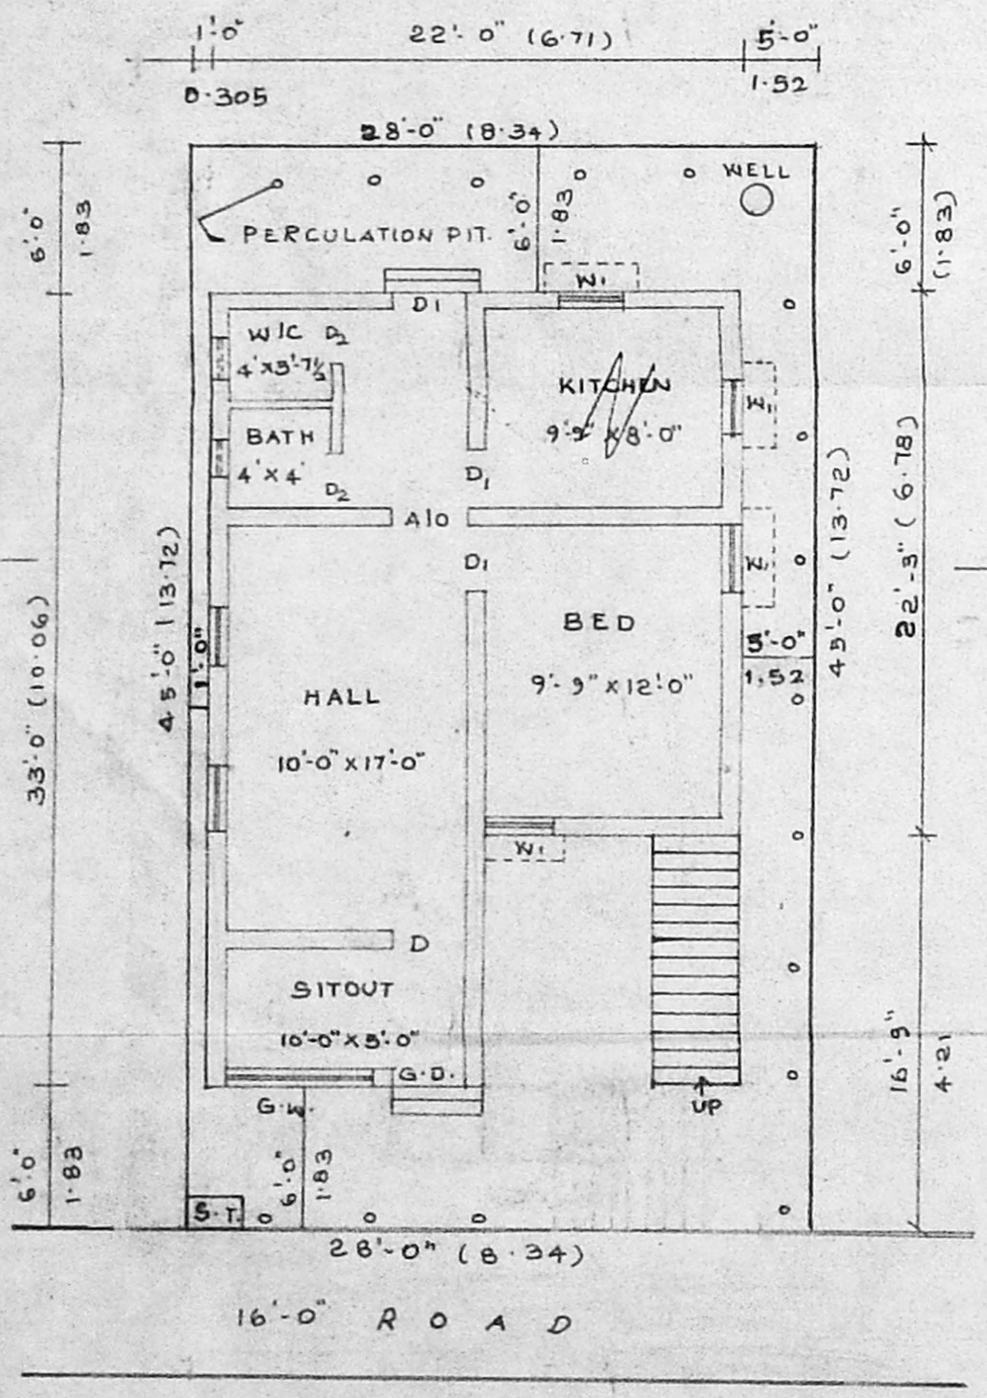 1'-0" 22'-0" (6.71) 5'-0"
0.305 1.52
28'-0" (8.34)
WELL
6'-0" 1.83
PERCULATION PIT.
6'-0" 1.83
6'-0" (1.83)
W1
D1
W/C D2
4' x 3'-7½
KITCHEN
9'-9" x 8'-0"
W1
BATH
4' x 4'
D2
D1
A/O
D1
W1
BED
9'-9" x 12'-0"
5'-0"
1.52
45'-0" (13.72)
22'-3" (6.78)
33'-0" (10.06)
45'-0" (13.72)
1'-0"
HALL
10'-0" x 17'-0"
W1
D
SITOUT
10'-0" x 5'-0"
G.D.
G.W.
UP
16'-9"
4.21
6'-0" 1.83
6'-0" 1.83
S.T.
28'-0" (8.34)
16'-0" ROAD